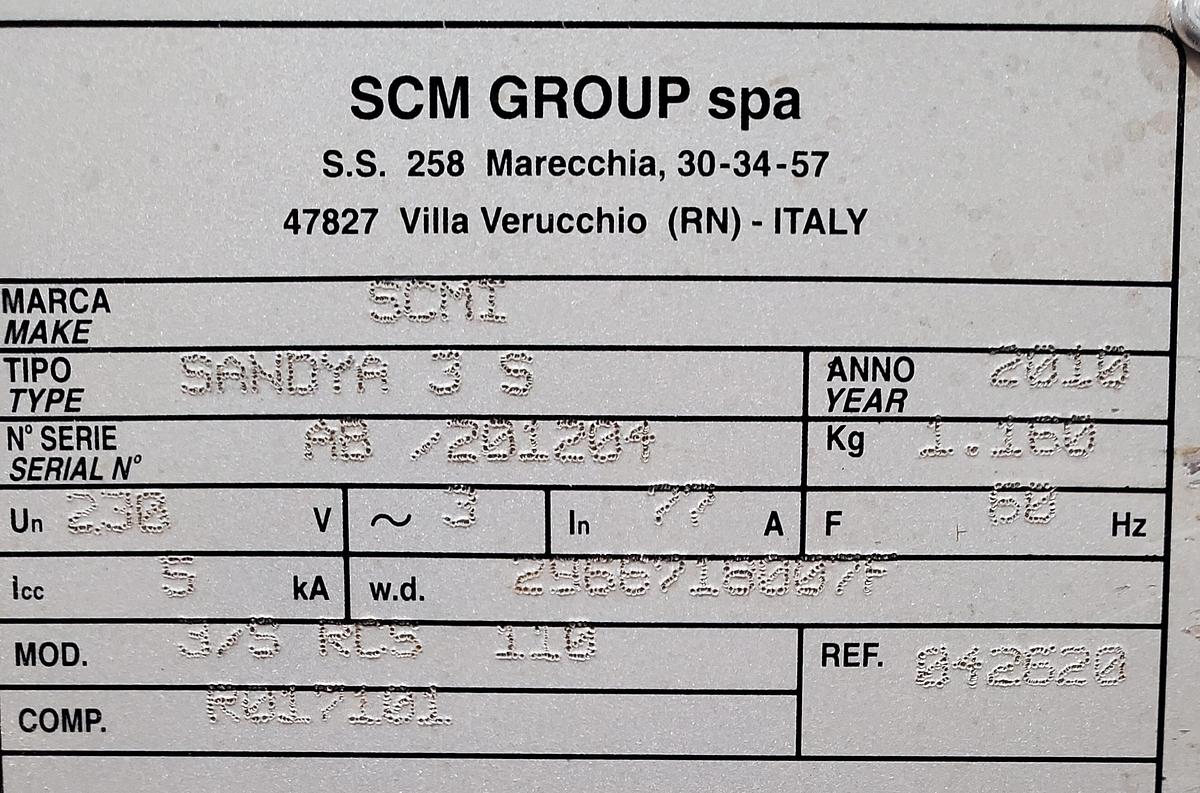 SCM GROUP spa
S.S. 258 Marecchia, 30-34-57
47827 Villa Verucchio (RN) - ITALY
MARCA SCMI
MAKE
TIPO SANDYA 3 S ANNO 2010
TYPE YEAR
N° SERIE AB /201204 Kg 1.160
SERIAL N°
Un 230 V ~ 3 In 77 A F 60 Hz
Icc 5 kA w.d.
MOD. 3/S RCS 110 REF. 042620
COMP. R017101